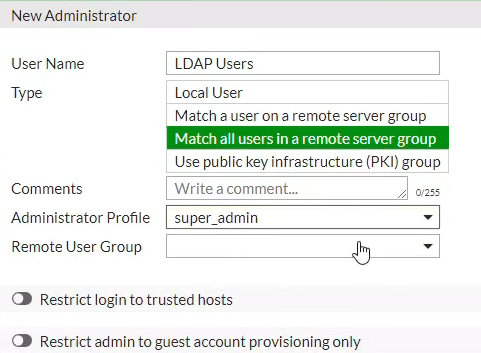 New Administrator
User Name LDAP Users
Type Local User
Match a user on a remote server group
Match all users in a remote server group
Use public key infrastructure (PKI) group
Comments Write a comment... 0/255
Administrator Profile super_admin
Remote User Group
Restrict login to trusted hosts
Restrict admin to guest account provisioning only